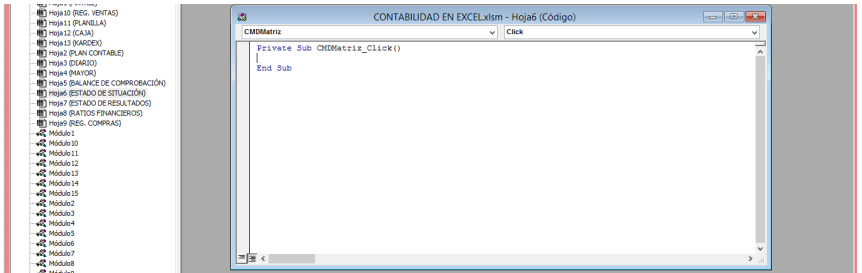 Hoja10 (REG. VENTAS)
Hoja11 (PLANILLA)
Hoja12 (CAJA)
Hoja13 (KARDEX)
Hoja2 (PLAN CONTABLE)
Hoja3 (DIARIO)
Hoja4 (MAYOR)
Hoja5 (BALANCE DE COMPROBACIÓN)
Hoja6 (ESTADO DE SITUACIÓN)
Hoja7 (ESTADO DE RESULTADOS)
Hoja8 (RATIOS FINANCIEROS)
Hoja9 (REG. COMPRAS)
Módulo1
Módulo10
Módulo11
Módulo12
Módulo13
Módulo14
Módulo15
Módulo2
Módulo3
Módulo4
Módulo5
Módulo6
Módulo7
Módulo8
CONTABILIDAD EN EXCEL.xlsm - Hoja6 (Código)
CMDMatriz
Click
Private Sub CMDMatriz_Click()
End Sub